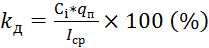 kд = (Ci*qп / Iср) × 100 (%)